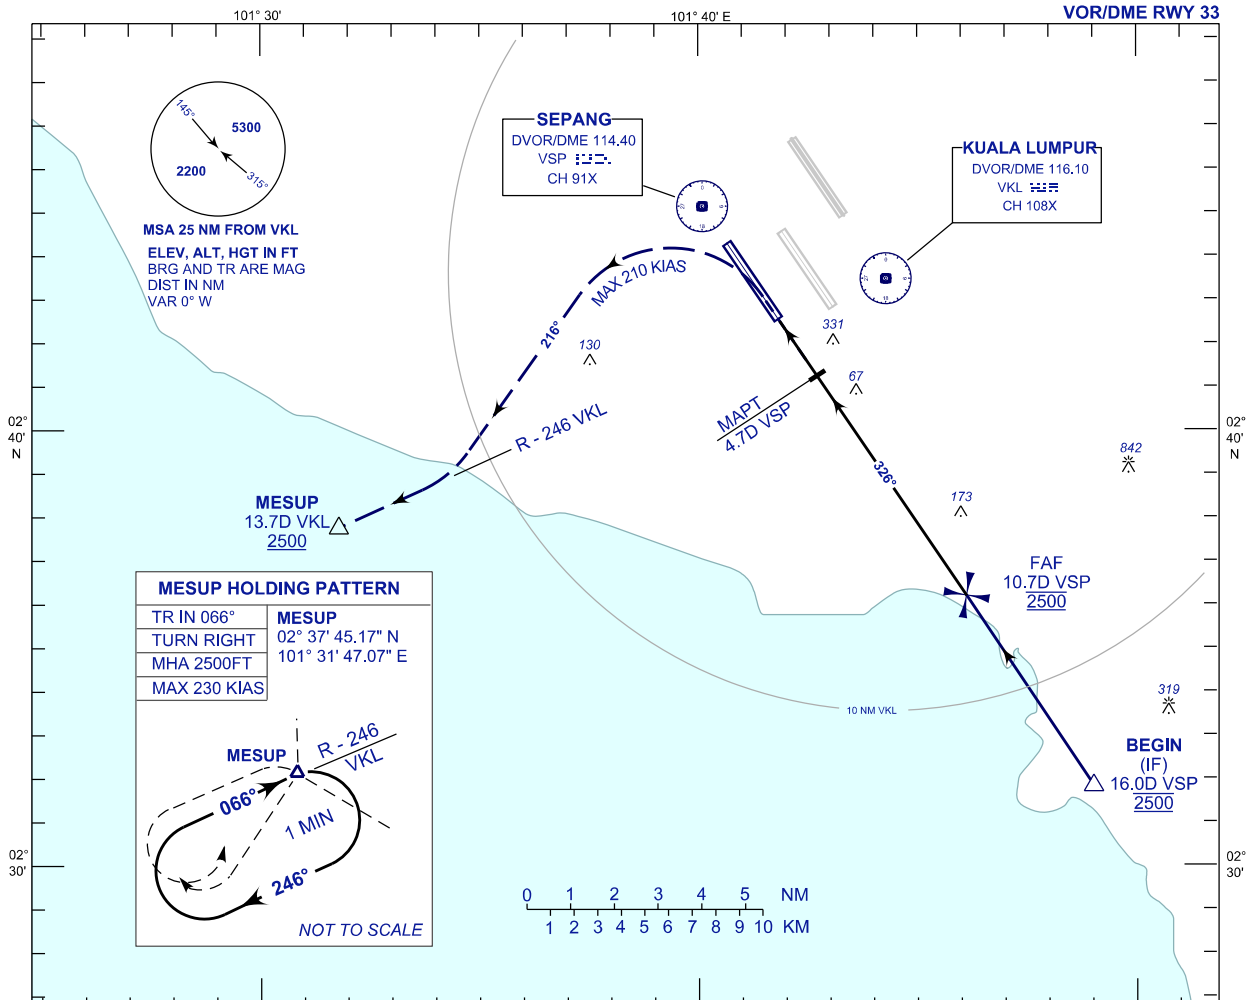 VOR/DME RWY 33
101° 30'
101° 40' E
145°
5300
2200
315°
MSA 25 NM FROM VKL
ELEV, ALT, HGT IN FT
BRG AND TR ARE MAG
DIST IN NM
VAR 0° W
SEPANG
DVOR/DME 114.40
VSP
CH 91X
KUALA LUMPUR
DVOR/DME 116.10
VKL
CH 108X
MAX 210 KIAS
216°
130
331
67
R - 246 VKL
MAPT
4.7D VSP
02°
40'
N
02°
40'
N
842
326°
173
MESUP
13.7D VKL
2500
FAF
10.7D VSP
2500
MESUP HOLDING PATTERN
TR IN 066°
TURN RIGHT
MHA 2500FT
MAX 230 KIAS
MESUP
02° 37' 45.17" N
101° 31' 47.07" E
10 NM VKL
319
BEGIN
(IF)
16.0D VSP
2500
MESUP
R - 246
VKL
066°
1 MIN
246°
NOT TO SCALE
02°
30'
02°
30'
0 1 2 3 4 5 NM
1 2 3 4 5 6 7 8 9 10 KM